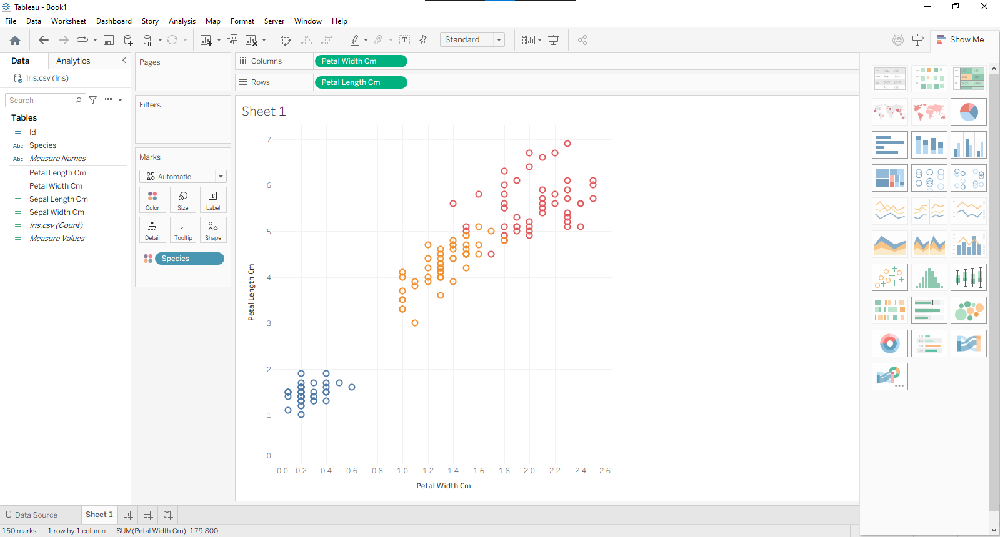 Tableau - Book1
File Data Worksheet Dashboard Story Analysis Map Format Server Window Help
Standard
Show Me
Data Analytics
Iris.csv (Iris)
Search
Tables
Id
Abc Species
Abc Measure Names
Petal Length Cm
Petal Width Cm
Sepal Length Cm
Sepal Width Cm
Iris.csv (Count)
Measure Values
Pages
Filters
Marks
Automatic
Color Size Label
Detail Tooltip Shape
Species
Columns Petal Width Cm
Rows Petal Length Cm
Sheet 1
7
6
5
4
3
2
1
0
Petal Length Cm
0.0 0.2 0.4 0.6 0.8 1.0 1.2 1.4 1.6 1.8 2.0 2.2 2.4 2.6
Petal Width Cm
Data Source Sheet 1
150 marks 1 row by 1 column SUM(Petal Width Cm): 179.800